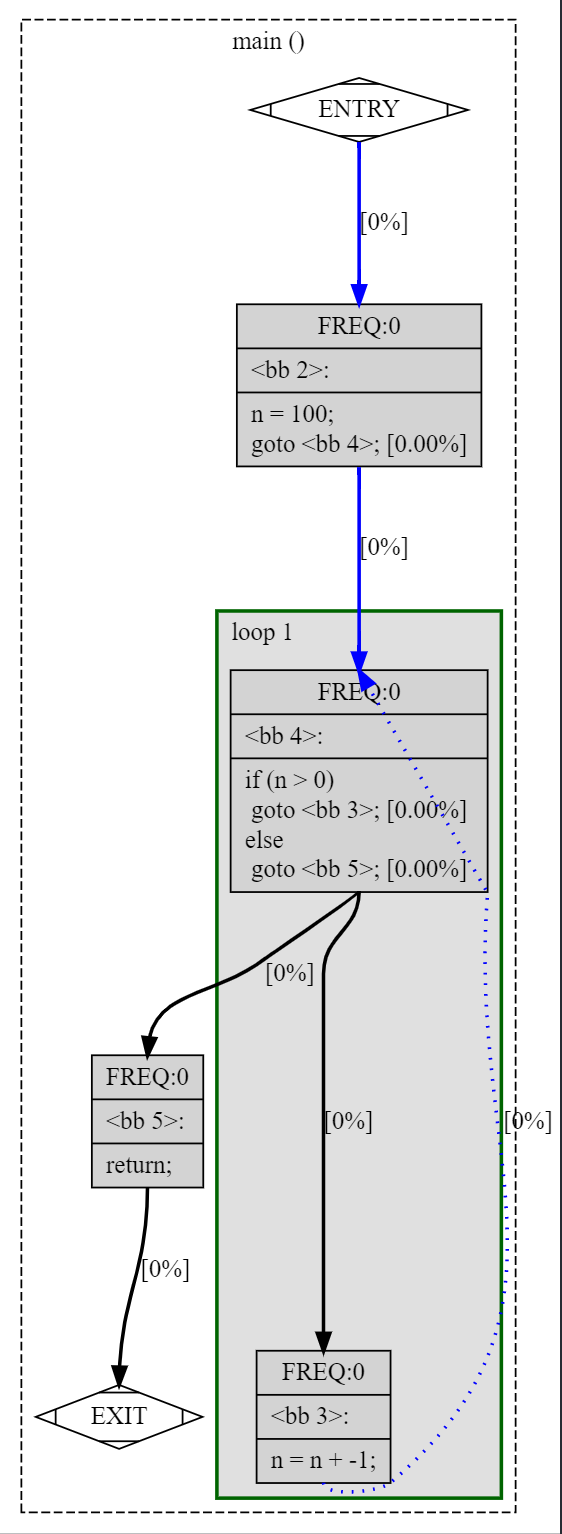 main ()
ENTRY
[0%]
FREQ:0
<bb 2>:
n = 100;
goto <bb 4>; [0.00%]
[0%]
loop 1
FREQ:0
<bb 4>:
if (n > 0)
goto <bb 3>; [0.00%]
else
goto <bb 5>; [0.00%]
[0%]
FREQ:0
<bb 5>:
return;
[0%]
[0%]
[0%]
FREQ:0
<bb 3>:
n = n + -1;
EXIT